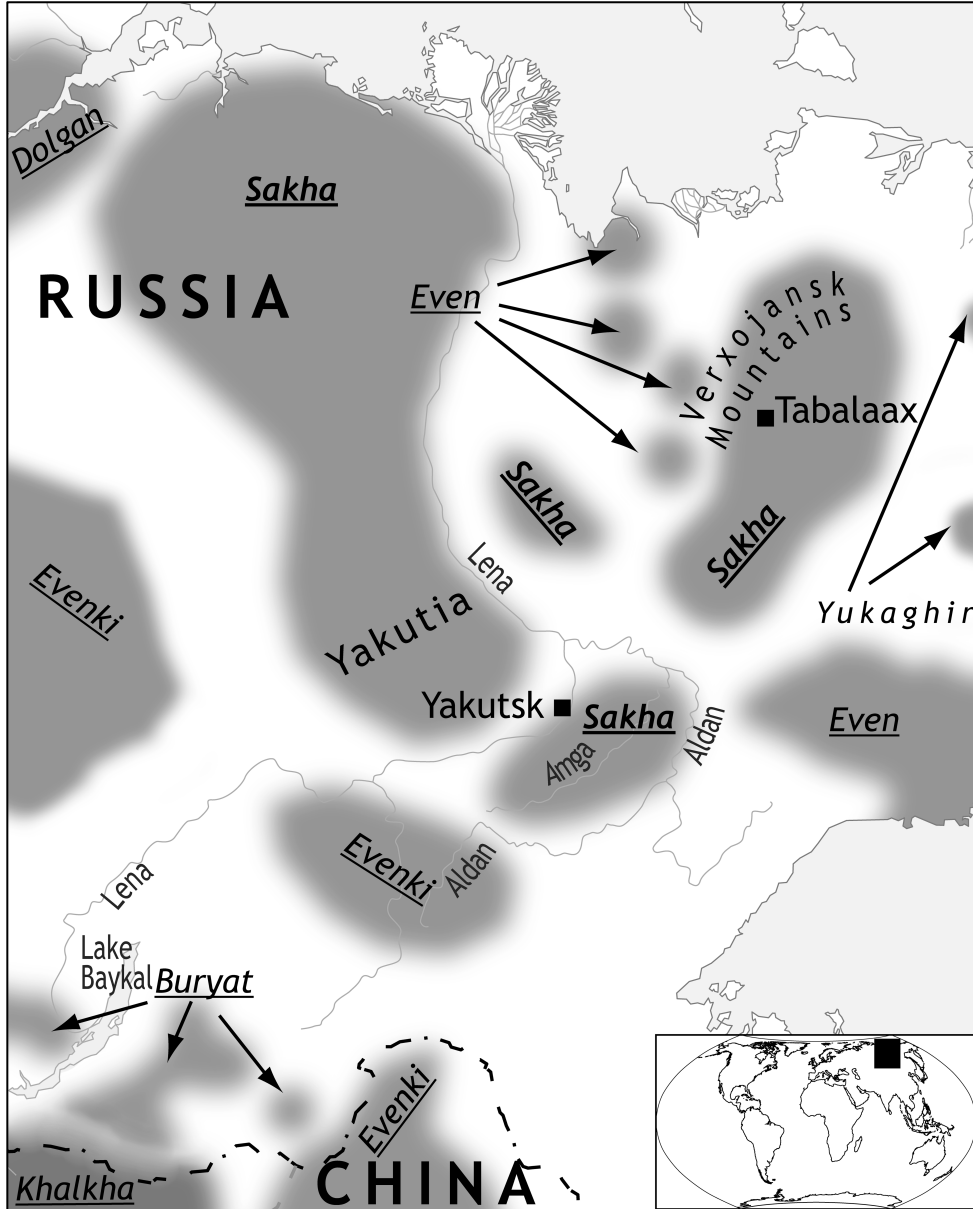 Dolgan
Sakha
RUSSIA
Even
Verxojansk
Mountains
Tabalaax
Sakha
Sakha
Evenki
Lena
Yukaghir
Yakutia
Yakutsk
Sakha
Aldan
Even
Amga
Evenki
Aldan
Lena
Lake
Baykal
Buryat
Evenki
CHINA
Khalkha